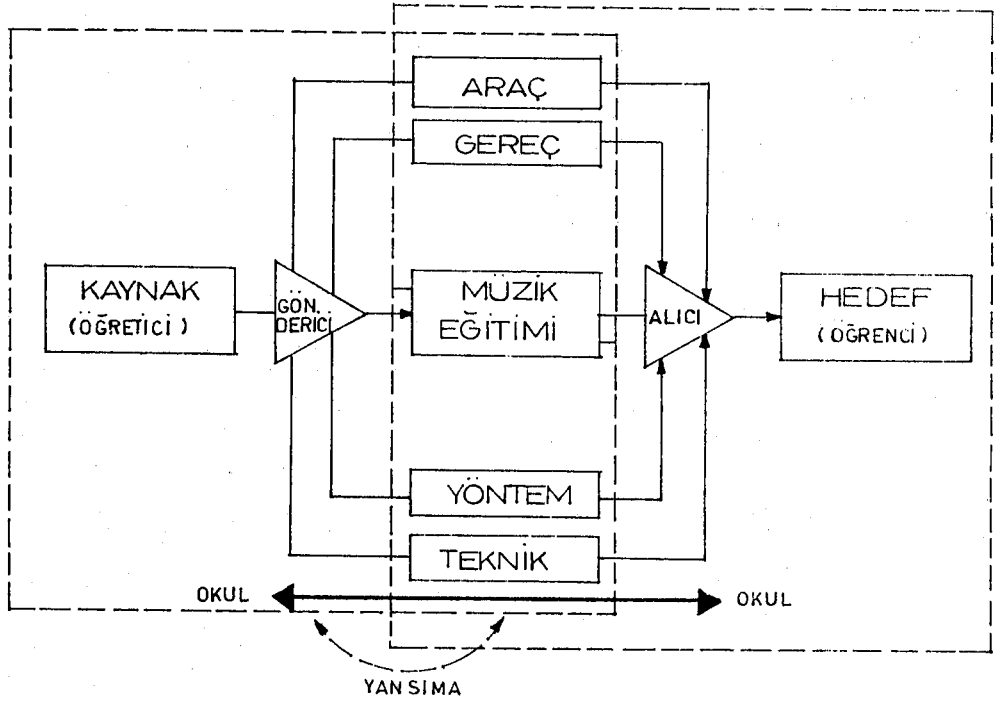 ARAÇ
GEREÇ
KAYNAK
(ÖĞRETİCİ)
GÖN.
DERİCİ
MÜZİK
EĞİTİMİ
ALICI
HEDEF
(ÖĞRENCİ)
YÖNTEM
TEKNİK
OKUL
OKUL
YANSIMA